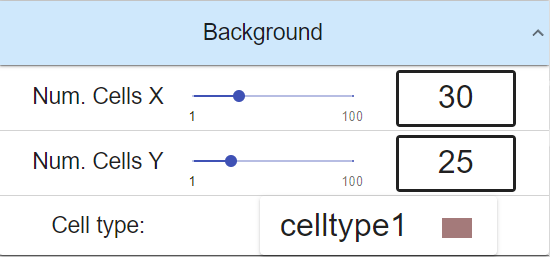 Background
Num. Cells X 30
1 100
Num. Cells Y 25
1 100
Cell type: celltype1